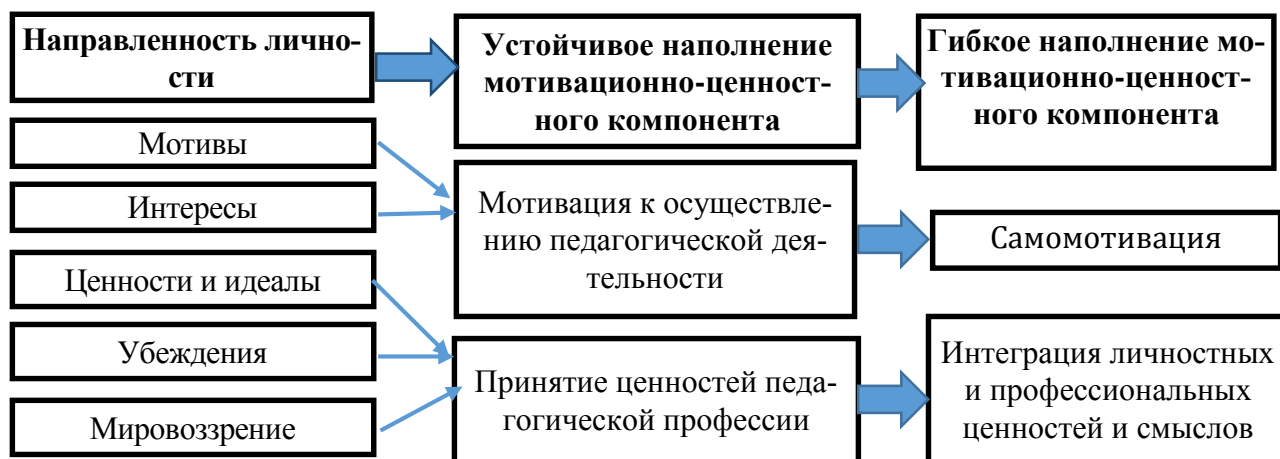 Направленность лично-
сти
Устойчивое наполнение
мотивационно-ценност-
ного компонента
Гибкое наполнение мо-
тивационно-ценност-
ного компонента
Мотивы
Интересы
Ценности и идеалы
Убеждения
Мировоззрение
Мотивация к осуществле-
нию педагогической дея-
тельности
Самомотивация
Принятие ценностей педа-
гогической профессии
Интеграция личностных
и профессиональных
ценностей и смыслов